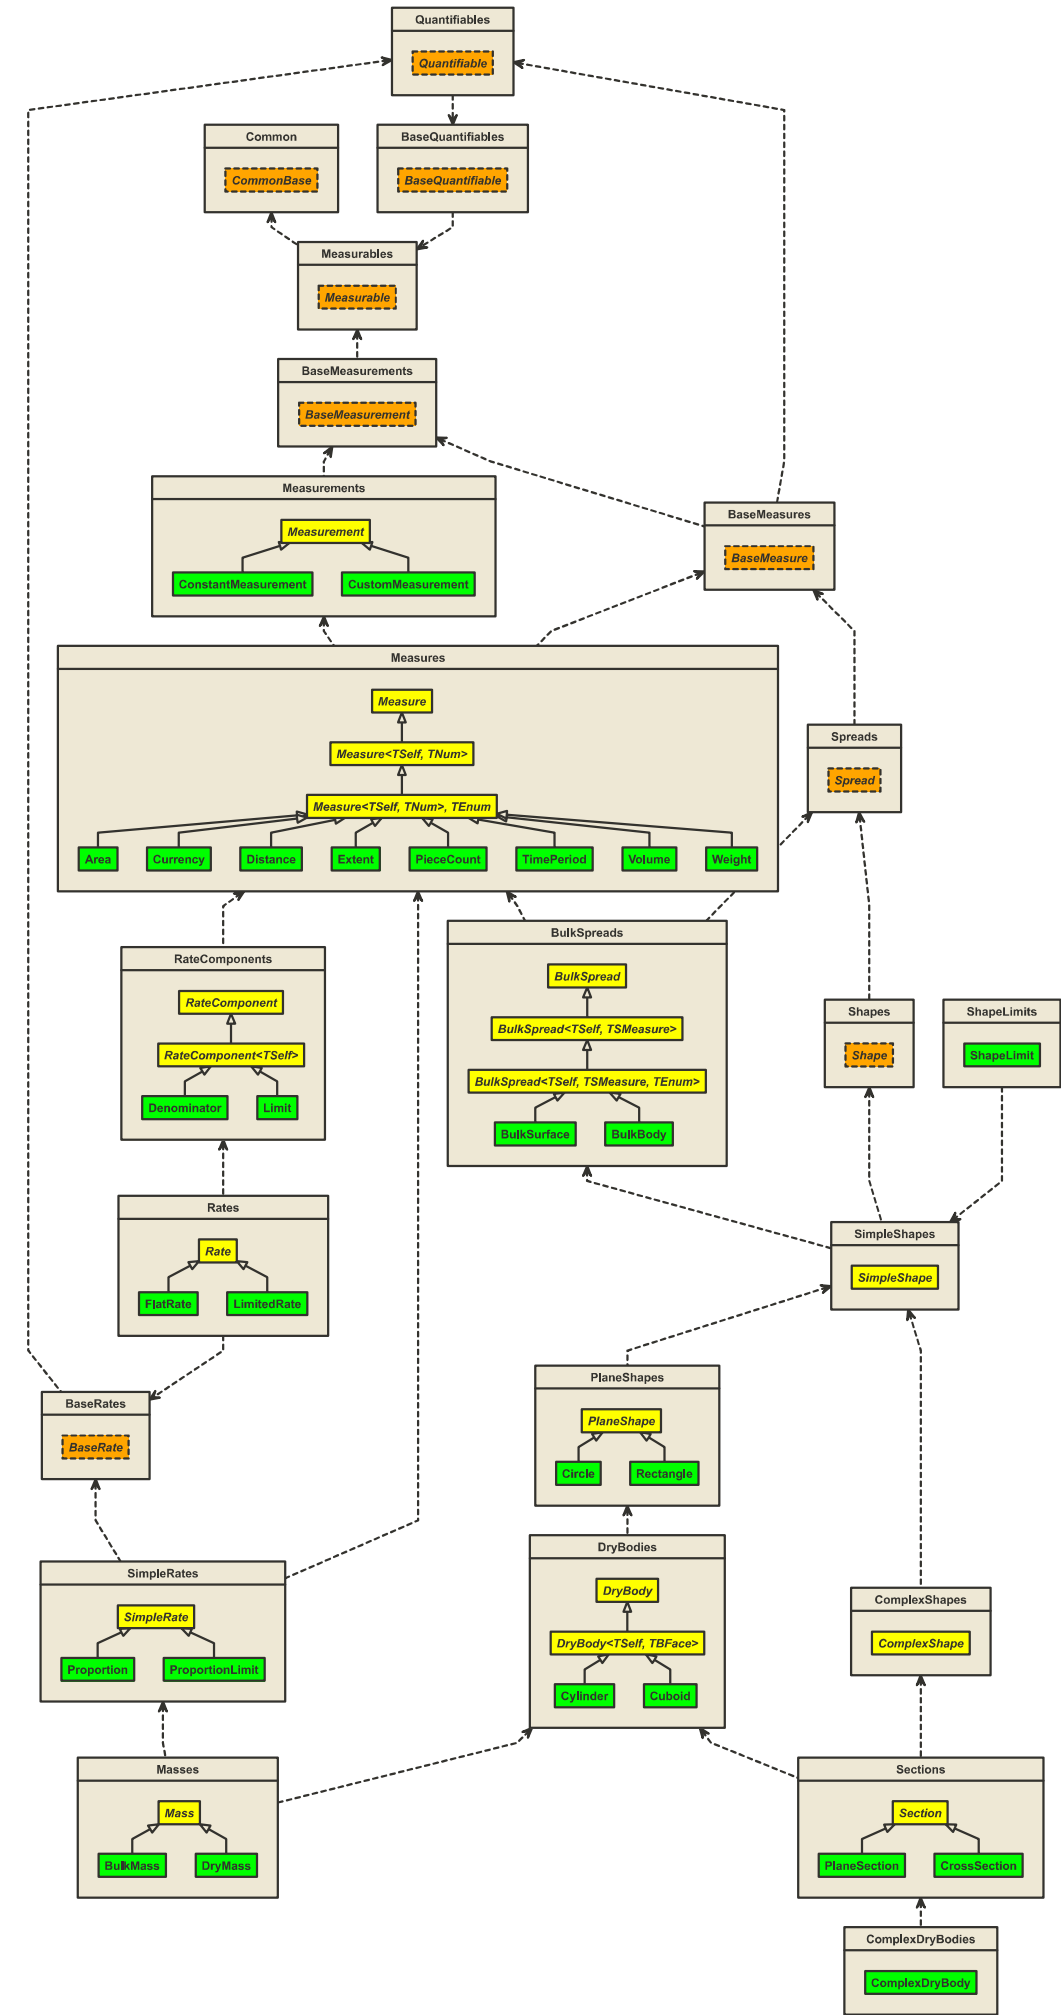 Quantifiables
Quantifiable
Common
CommonBase
BaseQuantifiables
BaseQuantifiable
Measurables
Measurable
BaseMeasurements
BaseMeasurement
Measurements
Measurement
ConstantMeasurement
CustomMeasurement
BaseMeasures
BaseMeasure
Measures
Measure
Measure<TSelf, TNum>
Measure<TSelf, TNum>, TEnum
Area
Currency
Distance
Extent
PieceCount
TimePeriod
Volume
Weight
Spreads
Spread
RateComponents
RateComponent
RateComponent<TSelf>
Denominator
Limit
BulkSpreads
BulkSpread
BulkSpread<TSelf, TSMeasure>
BulkSpread<TSelf, TSMeasure, TEnum>
BulkSurface
BulkBody
Shapes
Shape
ShapeLimits
ShapeLimit
Rates
Rate
FlatRate
LimitedRate
SimpleShapes
SimpleShape
BaseRates
BaseRate
PlaneShapes
PlaneShape
Circle
Rectangle
SimpleRates
SimpleRate
Proportion
ProportionLimit
DryBodies
DryBody
DryBody<TSelf, TBFace>
Cylinder
Cuboid
ComplexShapes
ComplexShape
Masses
Mass
BulkMass
DryMass
Sections
Section
PlaneSection
CrossSection
ComplexDryBodies
ComplexDryBody